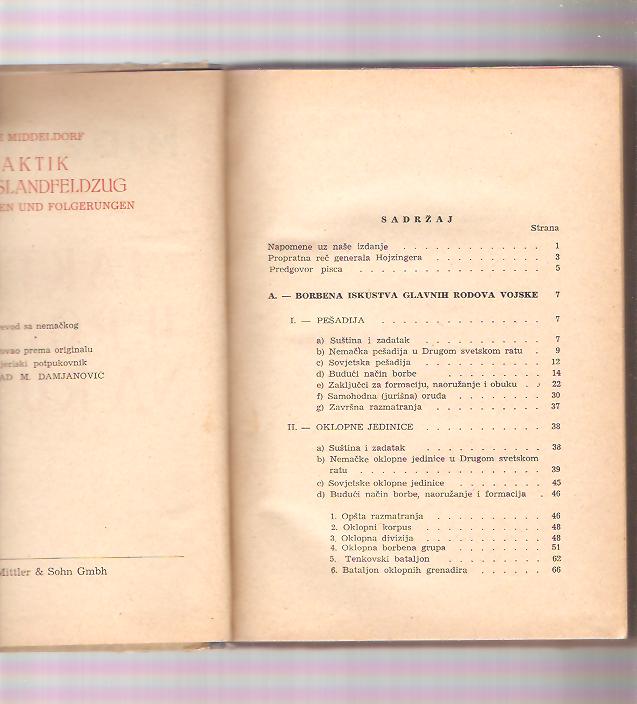 E MIDDELDORF
AKTIK
SLANDFELDZUG
EN UND FOLGERUNGEN
evod sa nemačkog
ovao prema originalu
jeriski potpukovnik
AD M. DAMJANOVIĆ
Mittler & Sohn Gmbh
SADRŽAJ
Strana
Napomene uz naše izdanje . . . . . . . . . . . . . 1
Propratna reč generala Hojzingera . . . . . . . . . . 3
Predgovor pisca . . . . . . . . . . . . . . . . . 5
A. — BORBENA ISKUSTVA GLAVNIH RODOVA VOJSKE 7
I. — PEŠADIJA . . . . . . . . . . . . . . . 7
a) Suština i zadatak . . . . . . . . . . . . 7
b) Nemačka pešadija u Drugom svetskom ratu . 9
c) Sovjetska pešadija . . . . . . . . . . . . 12
d) Budući način borbe . . . . . . . . . . . . 14
e) Zaključci za formaciju, naoružanje i obuku . . 22
f) Samohodna (jurišna) oruđa . . . . . . . . . 30
g) Završna razmatranja . . . . . . . . . . . 37
II. — OKLOPNE JEDINICE . . . . . . . . . . . 38
a) Suština i zadatak . . . . . . . . . . . . 38
b) Nemačke oklopne jedinice u Drugom svetskom
ratu . . . . . . . . . . . . . . . . . . 39
c) Sovjetske oklopne jedinice . . . . . . . . . 45
d) Budući način borbe, naoružanje i formacija . 46
1. Opšta razmatranja . . . . . . . . . . 46
2. Oklopni korpus . . . . . . . . . . . 48
3. Oklopna divizija . . . . . . . . . . . 48
4. Oklopna borbena grupa . . . . . . . . . 51
5. Tenkovski bataljon . . . . . . . . . . 62
6. Bataljon oklopnih grenadira . . . . . . 66